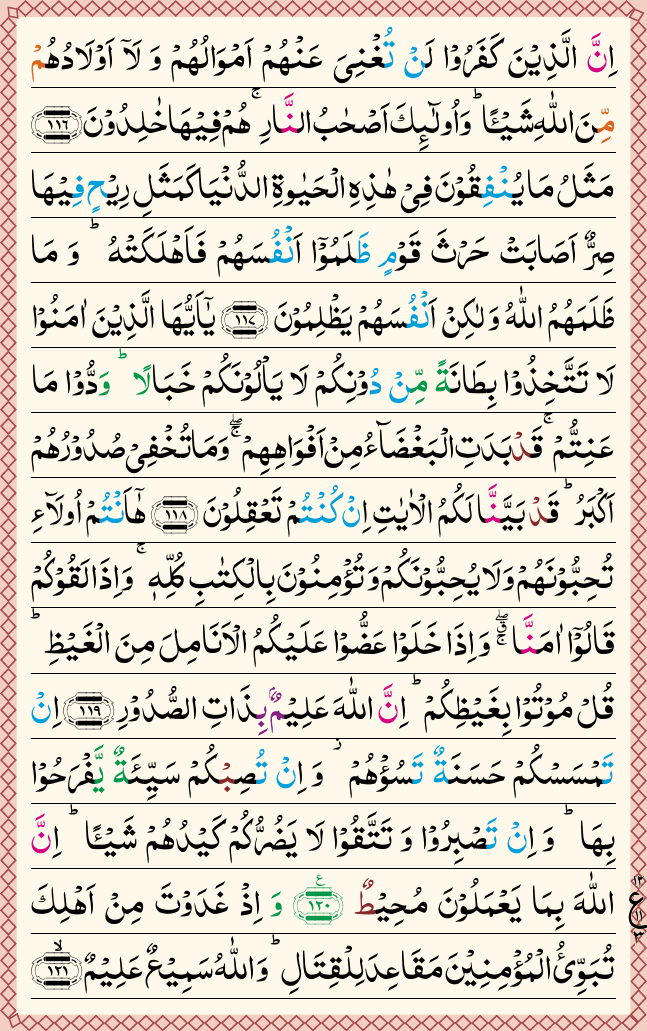 اِنَّ الَّذِيْنَ كَفَرُوْا لَنْ تُغْنِىَ عَنْهُمْ اَمْوَالُهُمْ وَ لَاۤ اَوْلَادُهُمْ
مِّنَ اللّٰهِ شَيْـًٔا ؕ وَاُولٰٓئِكَ اَصْحٰبُ النَّارِ ۚ هُمْ فِيْهَا خٰلِدُوْنَ ﴿۱۱۶﴾
مَثَلُ مَا يُنْفِقُوْنَ فِىْ هٰذِهِ الْحَيٰوةِ الدُّنْيَا كَمَثَلِ رِيْحٍ فِيْهَا
صِرٌّ اَصَابَتْ حَرْثَ قَوْمٍ ظَلَمُوْۤا اَنْفُسَهُمْ فَاَهْلَكَتْهُ ؕ وَ مَا
ظَلَمَهُمُ اللّٰهُ وَ لٰكِنْ اَنْفُسَهُمْ يَظْلِمُوْنَ ﴿۱۱۷﴾ يٰۤاَيُّهَا الَّذِيْنَ اٰمَنُوْا
لَا تَتَّخِذُوْا بِطَانَةً مِّنْ دُوْنِكُمْ لَا يَاْلُوْنَكُمْ خَبَالًا ؕ وَدُّوْا مَا
عَنِتُّمْ ۚ قَدْ بَدَتِ الْبَغْضَآءُ مِنْ اَفْوَاهِهِمْ ۖۚ وَمَا تُخْفِىْ صُدُوْرُهُمْ
اَكْبَرُ ؕ قَدْ بَيَّنَّا لَكُمُ الْاٰيٰتِ اِنْ كُنْتُمْ تَعْقِلُوْنَ ﴿۱۱۸﴾ هٰۤاَنْتُمْ اُولَآءِ
تُحِبُّوْنَهُمْ وَلَا يُحِبُّوْنَكُمْ وَتُؤْمِنُوْنَ بِالْكِتٰبِ كُلِّهٖ ۚ وَاِذَا لَقُوْكُمْ
قَالُوْۤا اٰمَنَّا ۖۗۚ وَاِذَا خَلَوْا عَضُّوْا عَلَيْكُمُ الْاَنَامِلَ مِنَ الْغَيْظِ ؕ
قُلْ مُوْتُوْا بِغَيْظِكُمْ ؕ اِنَّ اللّٰهَ عَلِيْمٌۢ بِذَاتِ الصُّدُوْرِ ﴿۱۱۹﴾ اِنْ
تَمْسَسْكُمْ حَسَنَةٌ تَسُؤْهُمْ ؗ وَ اِنْ تُصِبْكُمْ سَيِّئَةٌ يَّفْرَحُوْا
بِهَا ؕ وَ اِنْ تَصْبِرُوْا وَ تَتَّقُوْا لَا يَضُرُّكُمْ كَيْدُهُمْ شَيْـًٔا ؕ اِنَّ
اللّٰهَ بِمَا يَعْمَلُوْنَ مُحِيْطٌ ﴿۱۲۰﴾ ع وَ اِذْ غَدَوْتَ مِنْ اَهْلِكَ
۱۲
ع
۱۱
۳
تُبَوِّئُ الْمُؤْمِنِيْنَ مَقَاعِدَ لِلْقِتَالِ ؕ وَاللّٰهُ سَمِيْعٌ عَلِيْمٌ ﴿۱۲۱﴾ ۙ